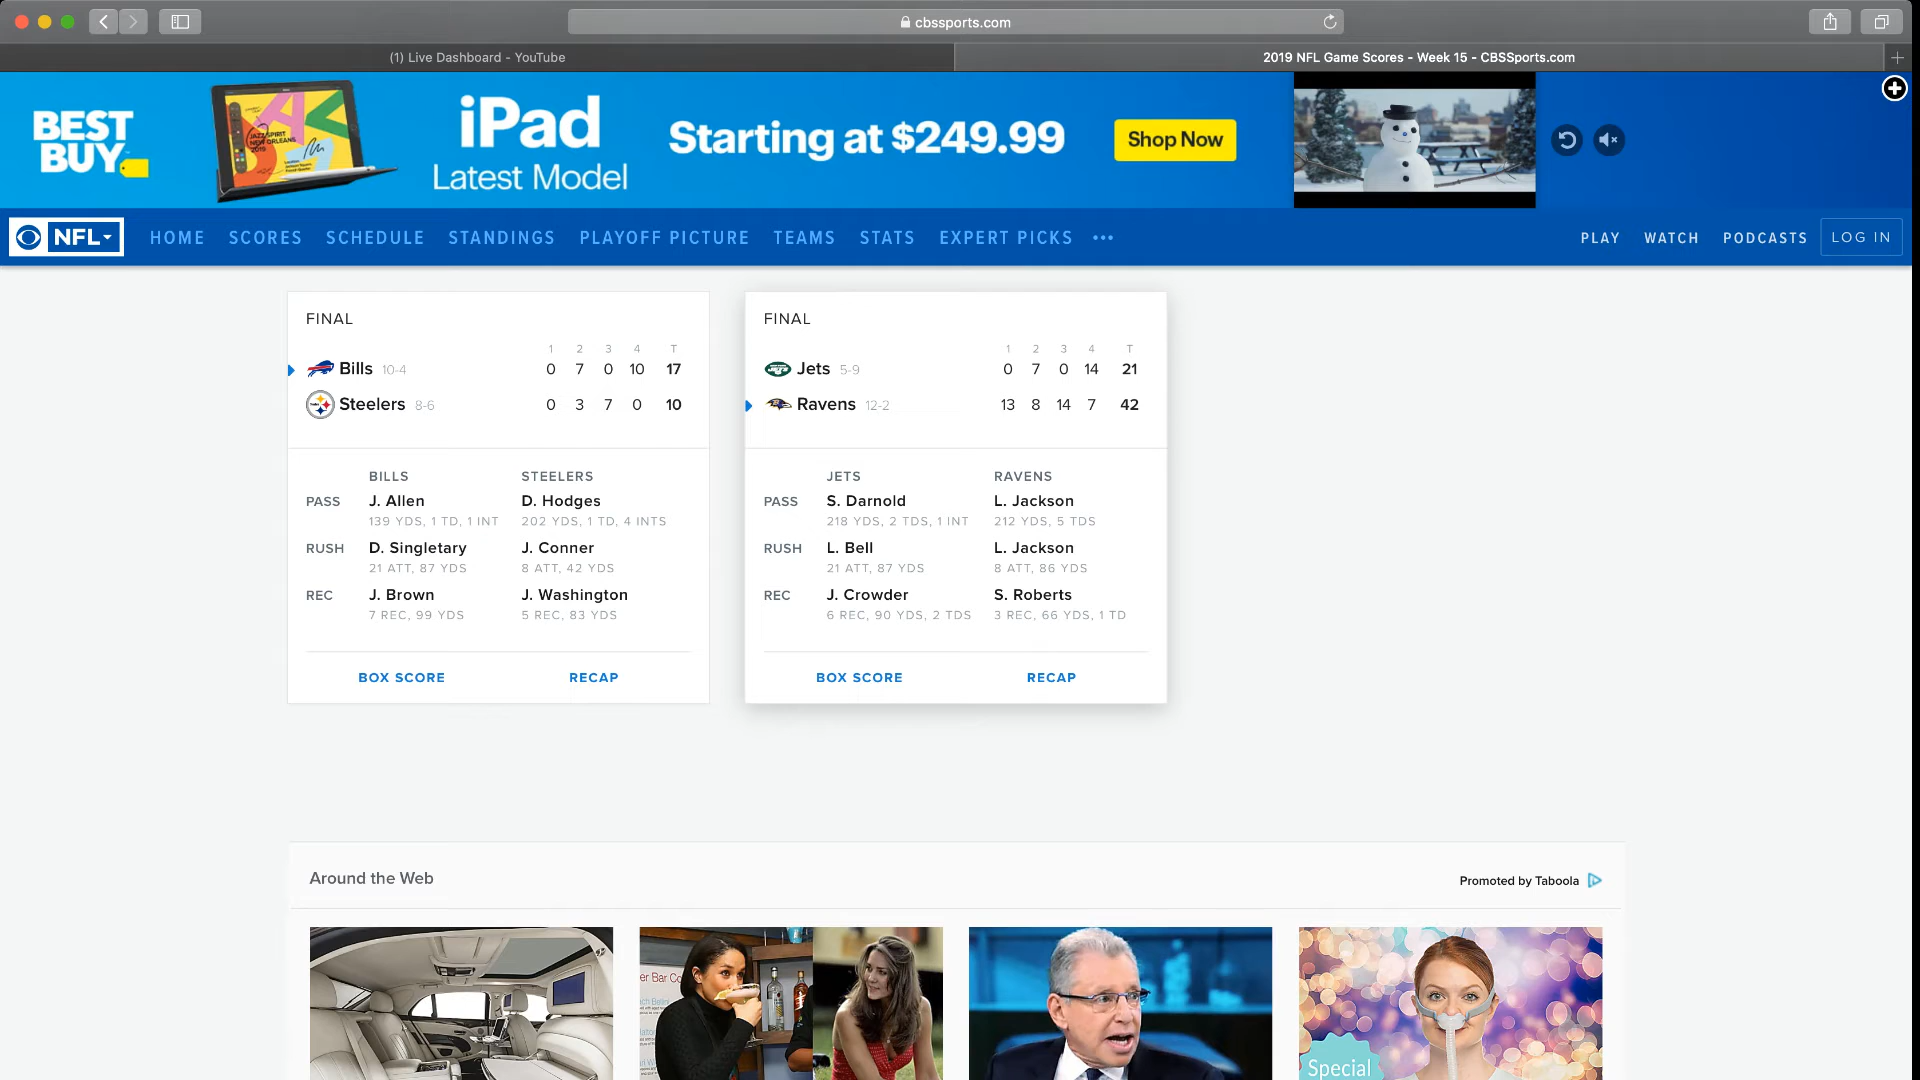 cbssports.com
(1) Live Dashboard - YouTube
2019 NFL Game Scores - Week 15 - CBSSports.com
BEST
BUY
iPad
Latest Model
Starting at $249.99
Shop Now
NFL
HOME SCORES SCHEDULE STANDINGS PLAYOFF PICTURE TEAMS STATS EXPERT PICKS •••
PLAY WATCH PODCASTS LOG IN
FINAL
1 2 3 4 T
Bills 10-4 0 7 0 10 17
Steelers 8-6 0 3 7 0 10
BILLS STEELERS
PASS J. Allen D. Hodges
139 YDS, 1 TD, 1 INT 202 YDS, 1 TD, 4 INTS
RUSH D. Singletary J. Conner
21 ATT, 87 YDS 8 ATT, 42 YDS
REC J. Brown J. Washington
7 REC, 99 YDS 5 REC, 83 YDS
BOX SCORE RECAP
FINAL
1 2 3 4 T
Jets 5-9 0 7 0 14 21
Ravens 12-2 13 8 14 7 42
JETS RAVENS
PASS S. Darnold L. Jackson
218 YDS, 2 TDS, 1 INT 212 YDS, 5 TDS
RUSH L. Bell L. Jackson
21 ATT, 87 YDS 8 ATT, 86 YDS
REC J. Crowder S. Roberts
6 REC, 90 YDS, 2 TDS 3 REC, 66 YDS, 1 TD
BOX SCORE RECAP
Around the Web
Promoted by Taboola
Special